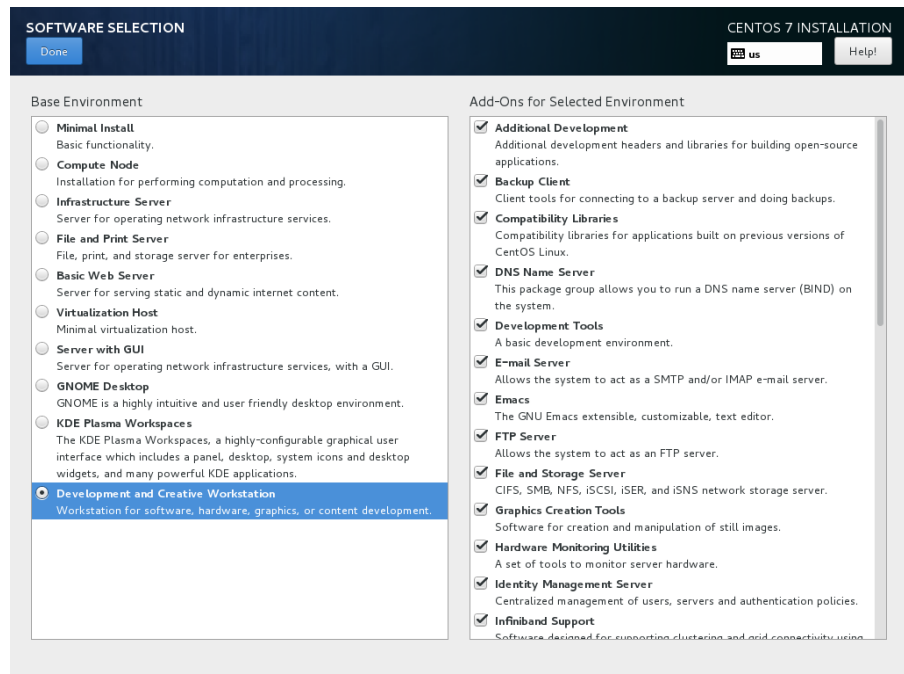 SOFTWARE SELECTION
CENTOS 7 INSTALLATION
Done
us
Help!
Base Environment
Minimal Install
Basic functionality.
Compute Node
Installation for performing computation and processing.
Infrastructure Server
Server for operating network infrastructure services.
File and Print Server
File, print, and storage server for enterprises.
Basic Web Server
Server for serving static and dynamic internet content.
Virtualization Host
Minimal virtualization host.
Server with GUI
Server for operating network infrastructure services, with a GUI.
GNOME Desktop
GNOME is a highly intuitive and user friendly desktop environment.
KDE Plasma Workspaces
The KDE Plasma Workspaces, a highly-configurable graphical user
interface which includes a panel, desktop, system icons and desktop
widgets, and many powerful KDE applications.
Development and Creative Workstation
Workstation for software, hardware, graphics, or content development.
Add-Ons for Selected Environment
Additional Development
Additional development headers and libraries for building open-source
applications.
Backup Client
Client tools for connecting to a backup server and doing backups.
Compatibility Libraries
Compatibility libraries for applications built on previous versions of
CentOS Linux.
DNS Name Server
This package group allows you to run a DNS name server (BIND) on
the system.
Development Tools
A basic development environment.
E-mail Server
Allows the system to act as a SMTP and/or IMAP e-mail server.
Emacs
The GNU Emacs extensible, customizable, text editor.
FTP Server
Allows the system to act as an FTP server.
File and Storage Server
CIFS, SMB, NFS, iSCSI, iSER, and iSNS network storage server.
Graphics Creation Tools
Software for creation and manipulation of still images.
Hardware Monitoring Utilities
A set of tools to monitor server hardware.
Identity Management Server
Centralized management of users, servers and authentication policies.
Infiniband Support
Software designed for supporting clustering and grid connectivity using